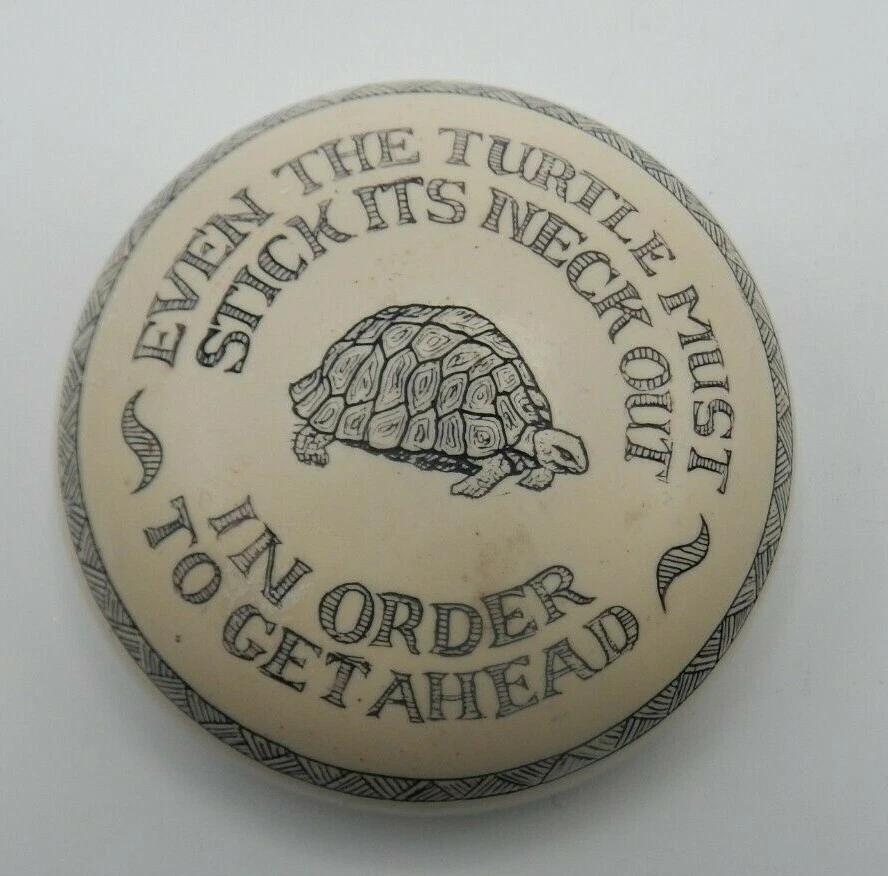 EVEN THE TURTLE MUST
STICK ITS NECK OUT
IN ORDER
TO GET AHEAD